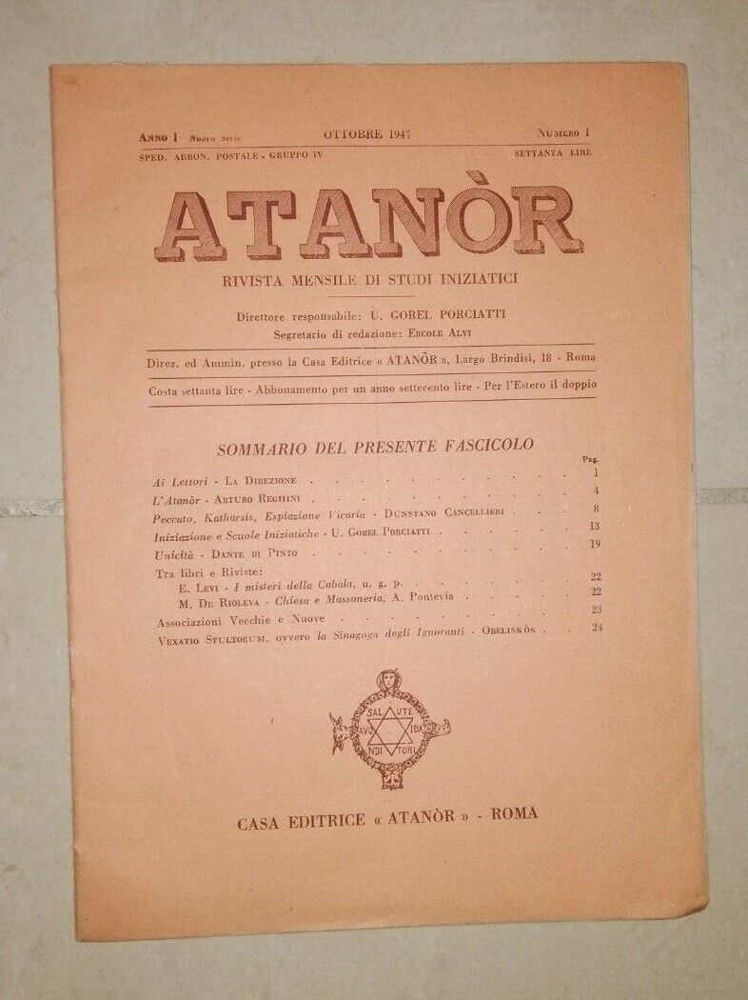 ANNO I Nuova Serie OTTOBRE 1947 NUMERO 1
SPED. ABBON. POSTALE - GRUPPO IV SETTANTA LIRE
ATANÒR
RIVISTA MENSILE DI STUDI INIZIATICI
Direttore responsabile: U. GOREL PORCIATTI
Segretario di redazione: ERCOLE ALVI
Direz. ed Ammin. presso la Casa Editrice « ATANÒR », Largo Brindisi, 18 - Roma
Costa settanta lire - Abbonamento per un anno settecento lire - Per l'Estero il doppio
SOMMARIO DEL PRESENTE FASCICOLO
Pag.
Ai Lettori - LA DIREZIONE . . . . . . . . . . 1
L'Atanòr - ARTURO REGHINI . . . . . . . . . . 4
Peccato, Katharsis, Espiazione Vicaria - DUNSTANO CANCELLIERI . . . 8
Iniziazione e Scuole Iniziatiche - U. GOREL PORCIATTI . . . . . . 13
Unicità - DANTE DI PINTO . . . . . . . . . . 19
Tra libri e Riviste:
E. LEVI - I misteri della Cabala, u. g. p. . . . . . . . 22
M. DE RIOLEVA - Chiesa e Massoneria, A. Pontevia . . . . . 22
Associazioni Vecchie e Nuove . . . . . . . . . 23
VEXATIO STULTORUM, ovvero la Sinagoga degli Ignoranti - OBELISKÒS . . 24
SAL UTE
NDI TORI
CASA EDITRICE « ATANÒR » - ROMA